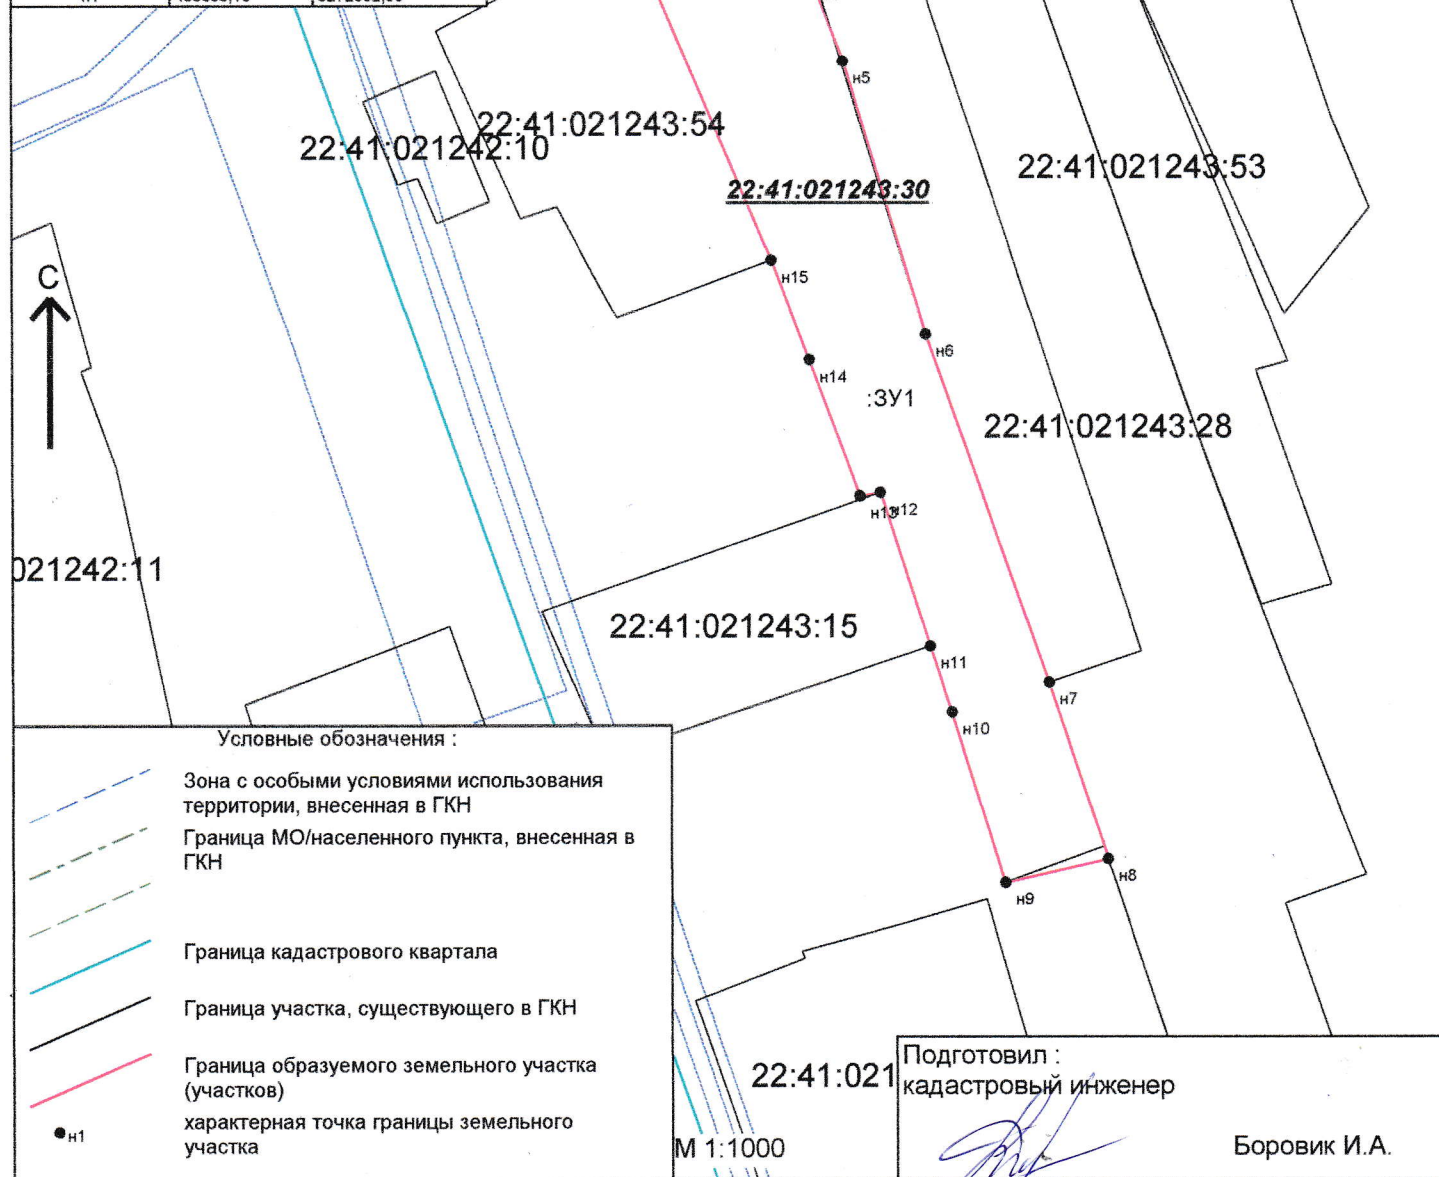 н5
22:41:021243:54
22:41:021242:10
22:41:021243:53
22:41:021243:30
С
н15
н6
н14
:ЗУ1
22:41:021243:28
н13
н12
021242:11
22:41:021243:15
н11
н7
н10
н8
н9
Условные обозначения :
Зона с особыми условиями использования
территории, внесенная в ГКН
Граница МО/населенного пункта, внесенная в
ГКН
Граница кадастрового квартала
Граница участка, существующего в ГКН
Граница образуемого земельного участка
(участков)
н1
характерная точка границы земельного
участка
22:41:021
М 1:1000
Подготовил :
кадастровый инженер
Боровик И.А.